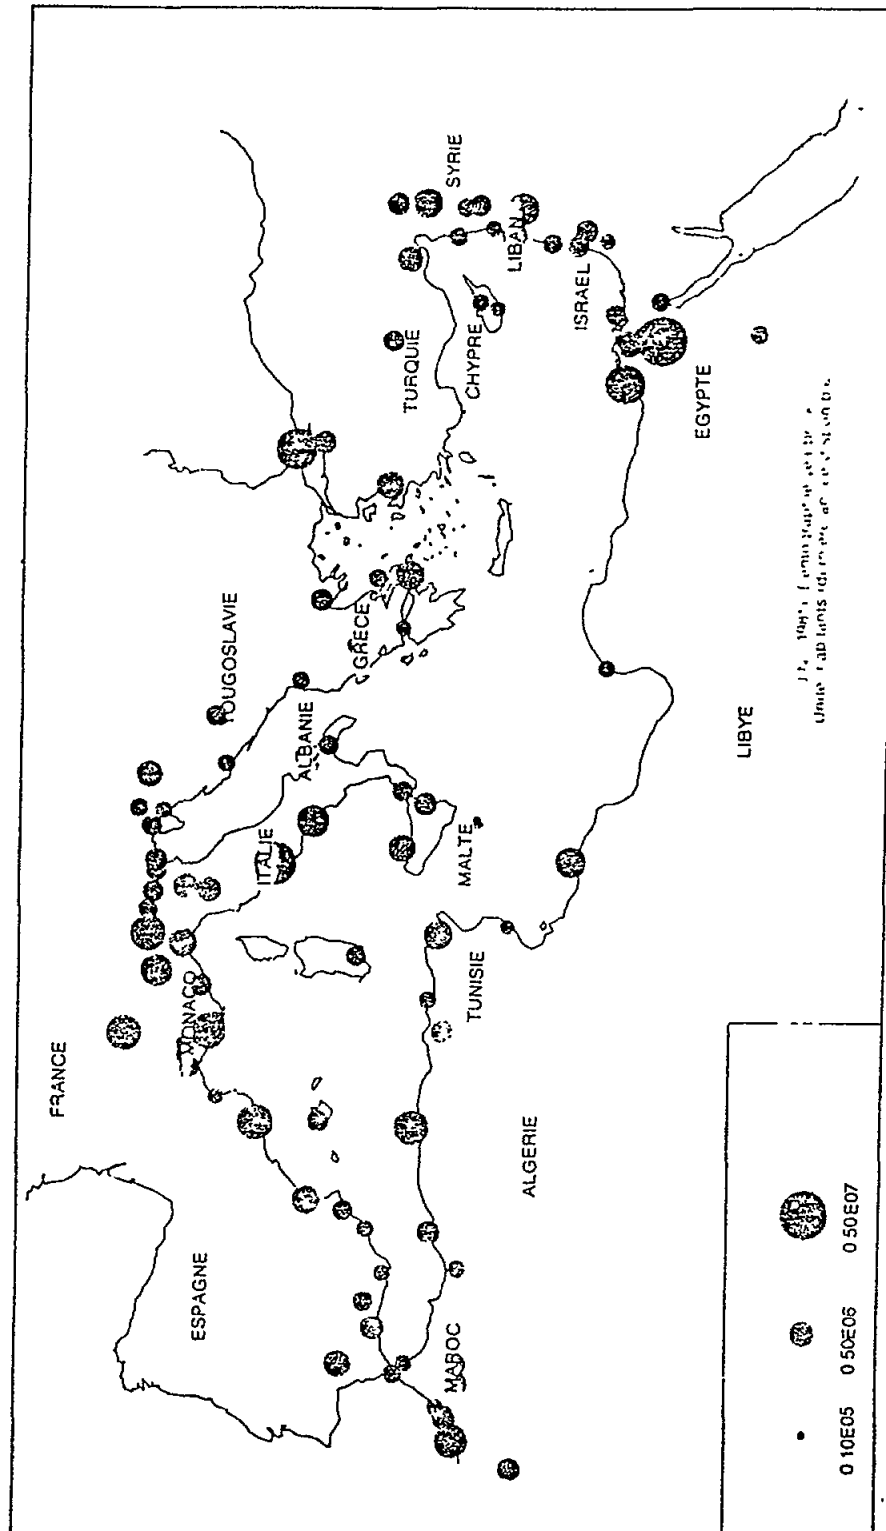 FRANCE
ESPAGNE
MONACO
ITALIE
YOUGOSLAVIE
ALBANIE
GRECE
TURQUIE
SYRIE
CHYPRE
LIBAN
ISRAEL
MALTE
TUNISIE
ALGERIE
MAROC
LIBYE
EGYPTE
0 10E05
0 50E06
0 50E07